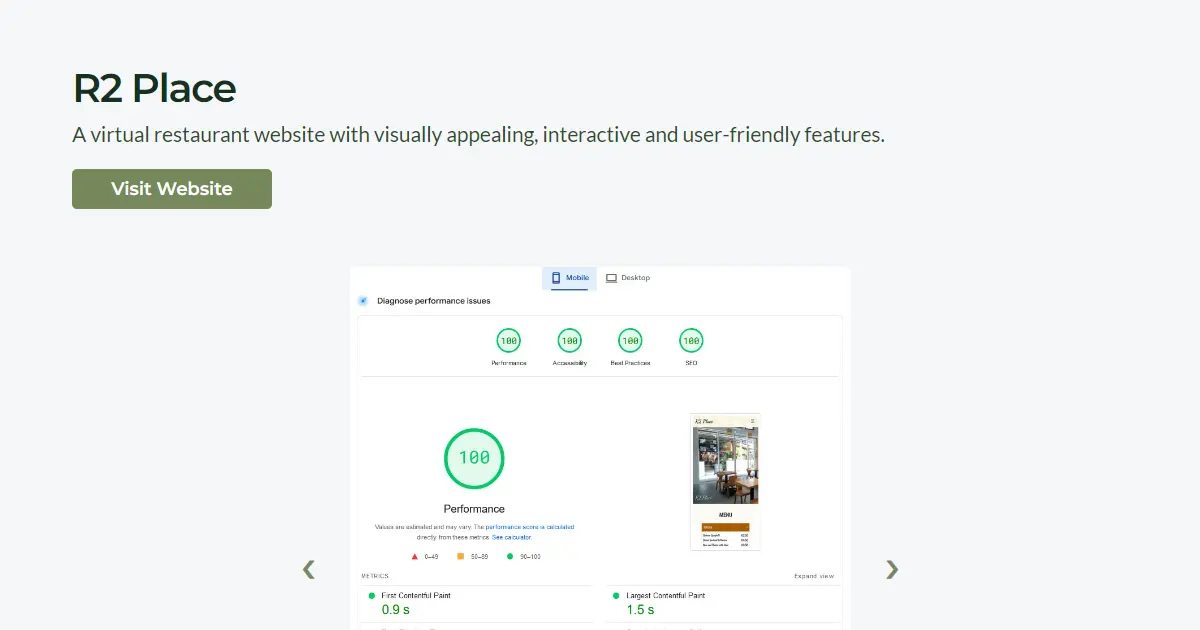 R2 Place
A virtual restaurant website with visually appealing, interactive and user-friendly features.
Visit Website
Mobile Desktop
Diagnose performance issues
100 100 100 100
Performance Accessibility Best Practices SEO
R2 Place
100
R2 Place
Performance
MENU
Values are estimated and may vary. The performance score is calculated
directly from these metrics. See calculator.
0–49 50–89 90–100
METRICS Expand view
First Contentful Paint Largest Contentful Paint
0.9 s 1.5 s